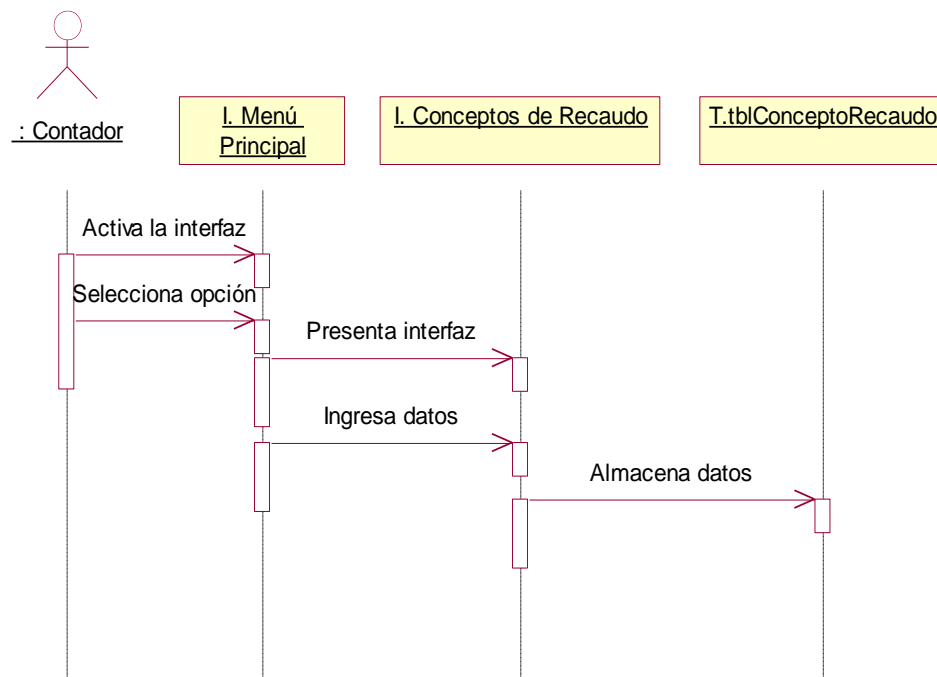 : Contador
I. Menú
Principal
I. Conceptos de Recaudo
T.tblConceptoRecaudo
Activa la interfaz
Selecciona opción
Presenta interfaz
Ingresa datos
Almacena datos